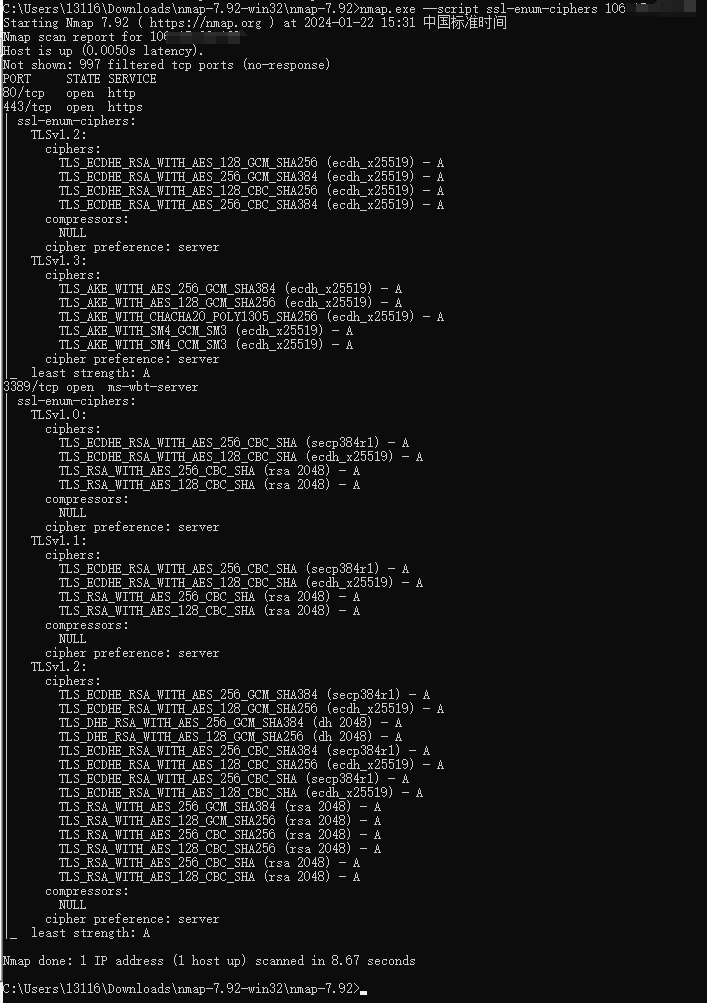 C:\Users\13116\Downloads\nmap-7.92-win32\nmap-7.92>nmap.exe --script ssl-enum-ciphers 106
Starting Nmap 7.92 ( https://nmap.org ) at 2024-01-22 15:31 中国标准时间
Nmap scan report for 106
Host is up (0.0050s latency).
Not shown: 997 filtered tcp ports (no-response)
PORT     STATE SERVICE
80/tcp   open  http
443/tcp  open  https
| ssl-enum-ciphers:
|   TLSv1.2:
|     ciphers:
|       TLS_ECDHE_RSA_WITH_AES_128_GCM_SHA256 (ecdh_x25519) - A
|       TLS_ECDHE_RSA_WITH_AES_256_GCM_SHA384 (ecdh_x25519) - A
|       TLS_ECDHE_RSA_WITH_AES_128_CBC_SHA256 (ecdh_x25519) - A
|       TLS_ECDHE_RSA_WITH_AES_256_CBC_SHA384 (ecdh_x25519) - A
|     compressors:
|       NULL
|     cipher preference: server
|   TLSv1.3:
|     ciphers:
|       TLS_AKE_WITH_AES_256_GCM_SHA384 (ecdh_x25519) - A
|       TLS_AKE_WITH_AES_128_GCM_SHA256 (ecdh_x25519) - A
|       TLS_AKE_WITH_CHACHA20_POLY1305_SHA256 (ecdh_x25519) - A
|       TLS_AKE_WITH_SM4_GCM_SM3 (ecdh_x25519) - A
|       TLS_AKE_WITH_SM4_CCM_SM3 (ecdh_x25519) - A
|     cipher preference: server
|_  least strength: A
3389/tcp open  ms-wbt-server
| ssl-enum-ciphers:
|   TLSv1.0:
|     ciphers:
|       TLS_ECDHE_RSA_WITH_AES_256_CBC_SHA (secp384r1) - A
|       TLS_ECDHE_RSA_WITH_AES_128_CBC_SHA (ecdh_x25519) - A
|       TLS_RSA_WITH_AES_256_CBC_SHA (rsa 2048) - A
|       TLS_RSA_WITH_AES_128_CBC_SHA (rsa 2048) - A
|     compressors:
|       NULL
|     cipher preference: server
|   TLSv1.1:
|     ciphers:
|       TLS_ECDHE_RSA_WITH_AES_256_CBC_SHA (secp384r1) - A
|       TLS_ECDHE_RSA_WITH_AES_128_CBC_SHA (ecdh_x25519) - A
|       TLS_RSA_WITH_AES_256_CBC_SHA (rsa 2048) - A
|       TLS_RSA_WITH_AES_128_CBC_SHA (rsa 2048) - A
|     compressors:
|       NULL
|     cipher preference: server
|   TLSv1.2:
|     ciphers:
|       TLS_ECDHE_RSA_WITH_AES_256_GCM_SHA384 (secp384r1) - A
|       TLS_ECDHE_RSA_WITH_AES_128_GCM_SHA256 (ecdh_x25519) - A
|       TLS_DHE_RSA_WITH_AES_256_GCM_SHA384 (dh 2048) - A
|       TLS_DHE_RSA_WITH_AES_128_GCM_SHA256 (dh 2048) - A
|       TLS_ECDHE_RSA_WITH_AES_256_CBC_SHA384 (secp384r1) - A
|       TLS_ECDHE_RSA_WITH_AES_128_CBC_SHA256 (ecdh_x25519) - A
|       TLS_ECDHE_RSA_WITH_AES_256_CBC_SHA (secp384r1) - A
|       TLS_ECDHE_RSA_WITH_AES_128_CBC_SHA (ecdh_x25519) - A
|       TLS_RSA_WITH_AES_256_GCM_SHA384 (rsa 2048) - A
|       TLS_RSA_WITH_AES_128_GCM_SHA256 (rsa 2048) - A
|       TLS_RSA_WITH_AES_256_CBC_SHA256 (rsa 2048) - A
|       TLS_RSA_WITH_AES_128_CBC_SHA256 (rsa 2048) - A
|       TLS_RSA_WITH_AES_256_CBC_SHA (rsa 2048) - A
|       TLS_RSA_WITH_AES_128_CBC_SHA (rsa 2048) - A
|     compressors:
|       NULL
|     cipher preference: server
|_  least strength: A
Nmap done: 1 IP address (1 host up) scanned in 8.67 seconds
C:\Users\13116\Downloads\nmap-7.92-win32\nmap-7.92>